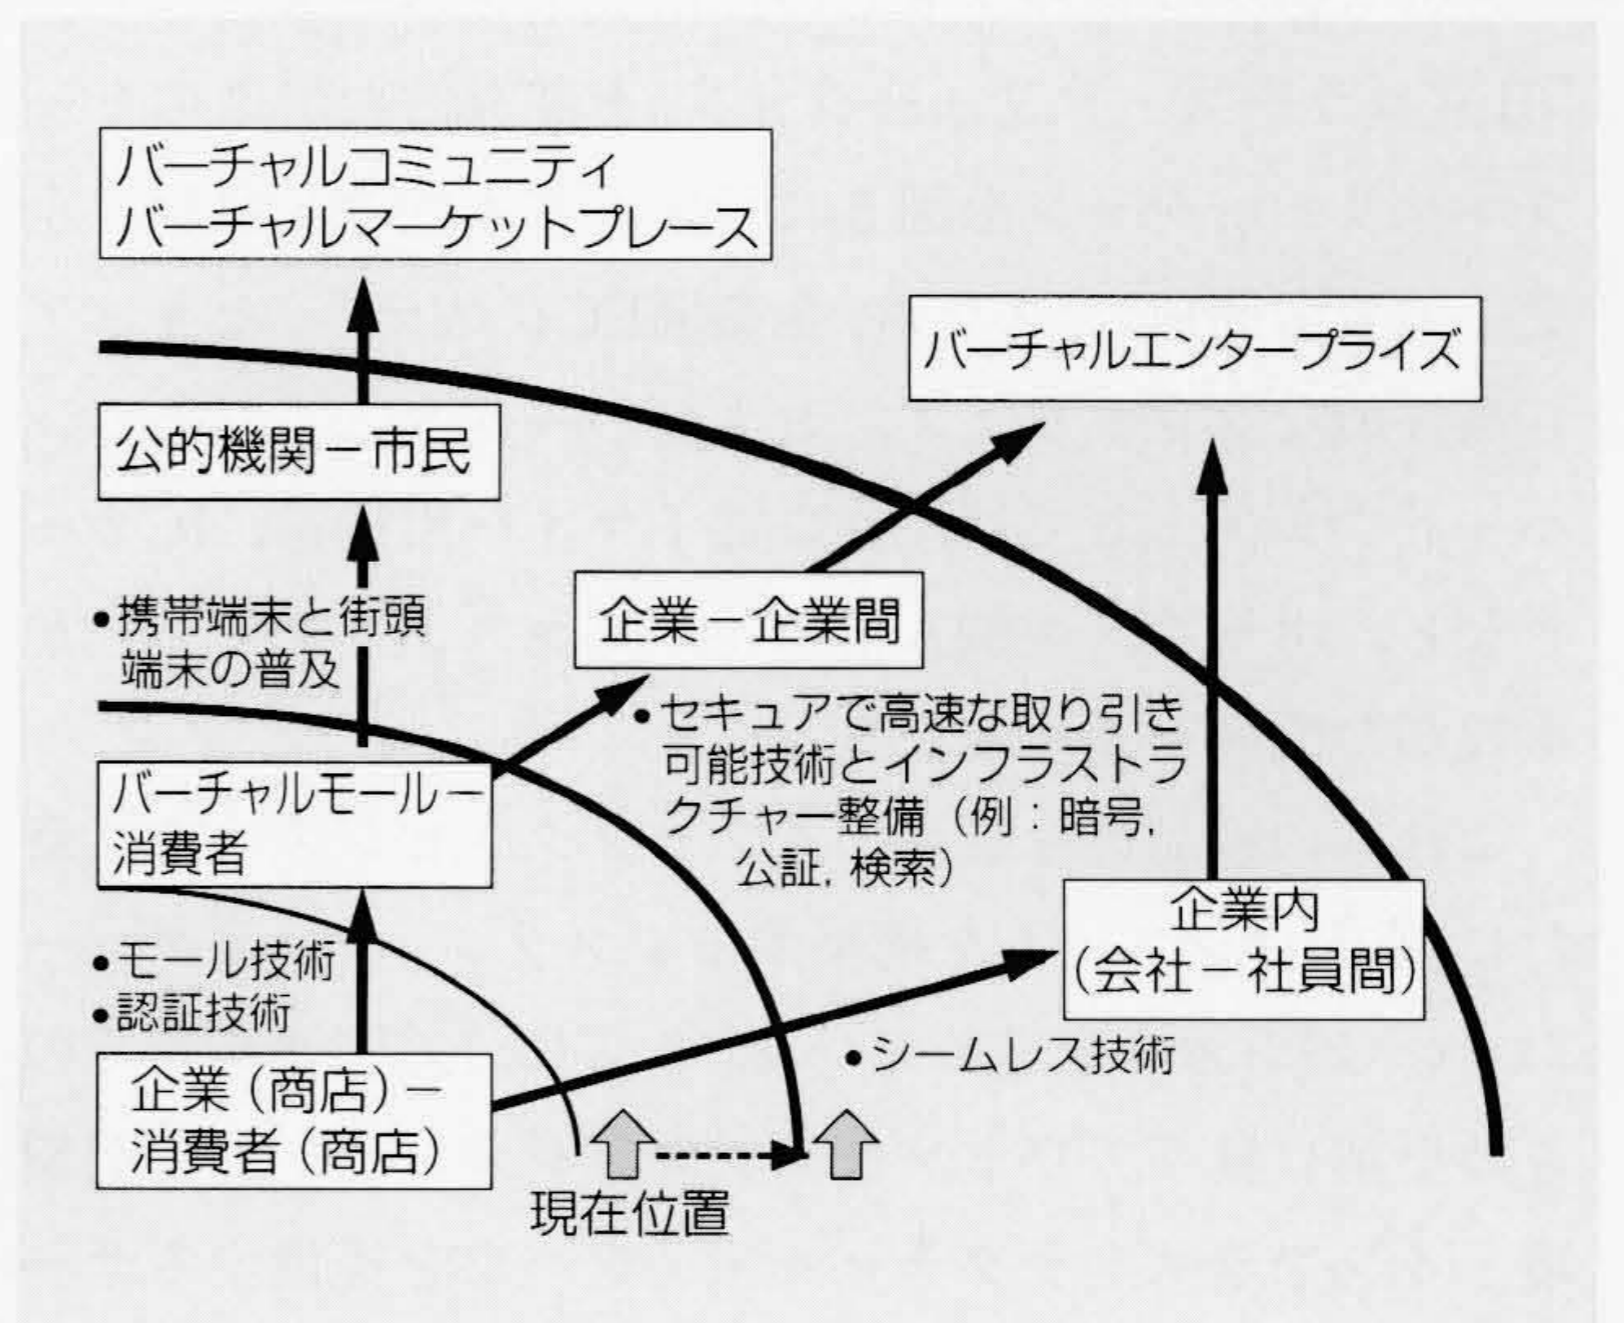 バーチャルコミュニティ
バーチャルマーケットプレース
バーチャルエンタープライズ
公的機関－市民
企業－企業間
●携帯端末と街頭
端末の普及
●セキュアで高速な取り引き
可能技術とインフラストラ
クチャー整備（例：暗号,
公証, 検索）
バーチャルモール－
消費者
企業内
（会社－社員間）
●モール技術
●認証技術
●シームレス技術
企業（商店）－
消費者（商店）
現在位置